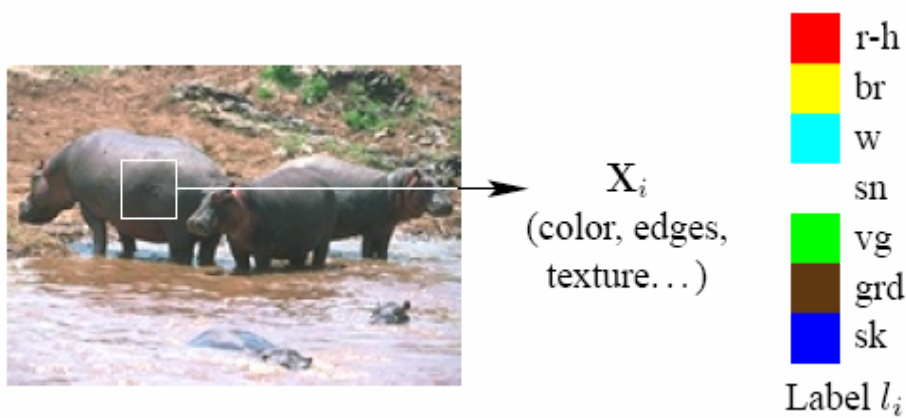 X_i
(color, edges,
texture…)
r-h
br
w
sn
vg
grd
sk
Label l_i